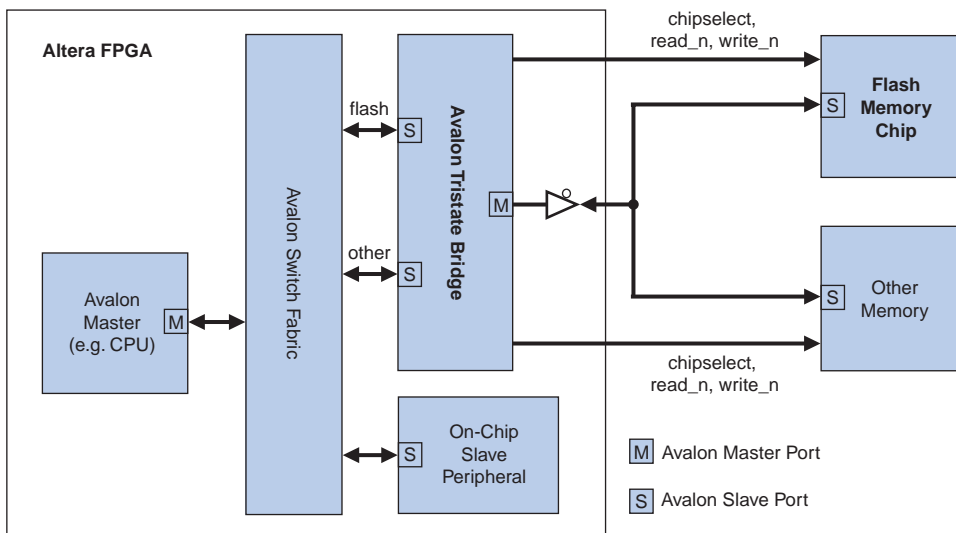 Altera FPGA
Avalon
Master
(e.g. CPU)
M
Avalon Switch Fabric
flash
S
other
S
Avalon Tristate Bridge
M
On-Chip
Slave
Peripheral
S
chipselect,
read_n, write_n
Flash
Memory
Chip
S
Other
Memory
S
chipselect,
read_n, write_n
M Avalon Master Port
S Avalon Slave Port